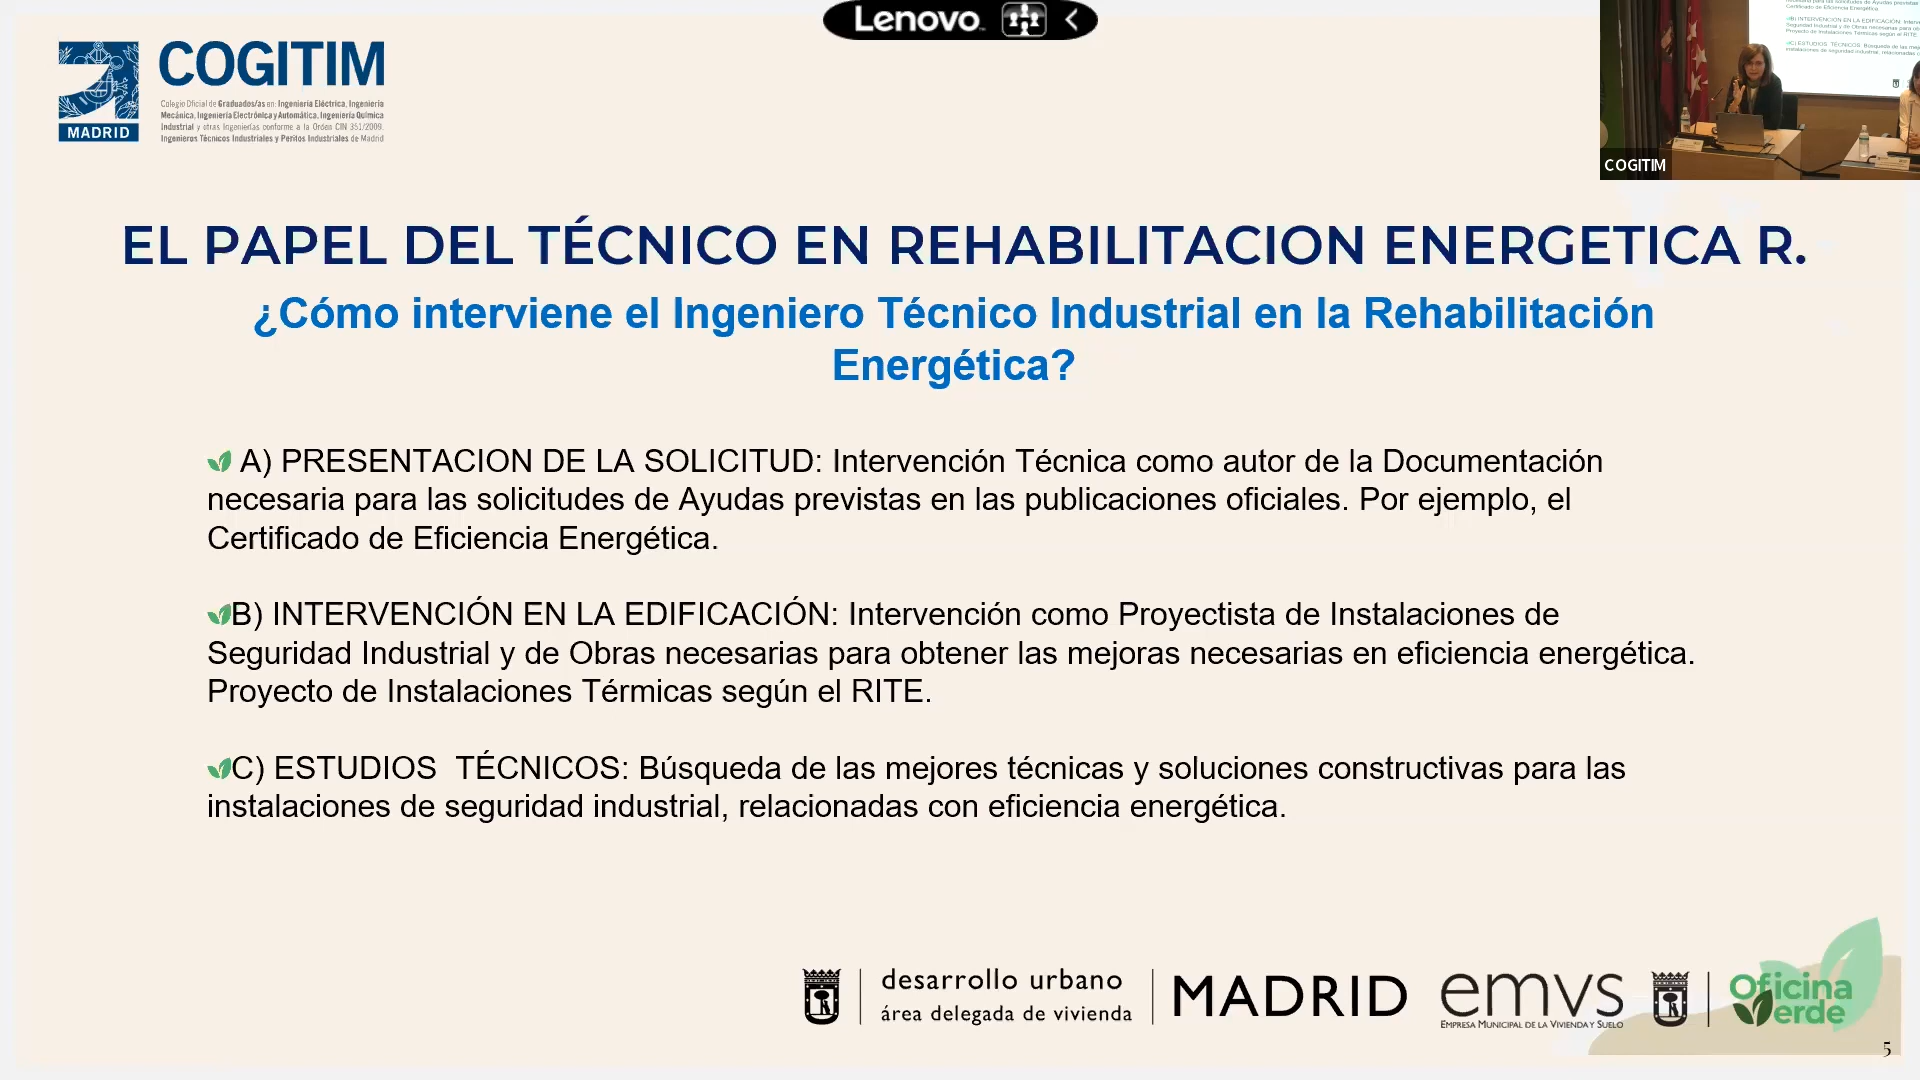 Lenovo
COGITIM
Colegio Oficial de Graduados/as en: Ingeniería Eléctrica, Ingeniería
Mecánica, Ingeniería Electrónica y Automática, Ingeniería Química
Industrial y otras Ingenierías conforme a la Orden CIN 351/2009.
Ingenieros Técnicos Industriales y Peritos Industriales de Madrid
MADRID
COGITIM
EL PAPEL DEL TÉCNICO EN REHABILITACION ENERGETICA R.
¿Cómo interviene el Ingeniero Técnico Industrial en la Rehabilitación
Energética?
A) PRESENTACION DE LA SOLICITUD: Intervención Técnica como autor de la Documentación
necesaria para las solicitudes de Ayudas previstas en las publicaciones oficiales. Por ejemplo, el
Certificado de Eficiencia Energética.
B) INTERVENCIÓN EN LA EDIFICACIÓN: Intervención como Proyectista de Instalaciones de
Seguridad Industrial y de Obras necesarias para obtener las mejoras necesarias en eficiencia energética.
Proyecto de Instalaciones Térmicas según el RITE.
C) ESTUDIOS  TÉCNICOS: Búsqueda de las mejores técnicas y soluciones constructivas para las
instalaciones de seguridad industrial, relacionadas con eficiencia energética.
desarrollo urbano
área delegada de vivienda
MADRID
emvs
EMPRESA MUNICIPAL DE LA VIVIENDA Y SUELO
Oficina
Verde
5